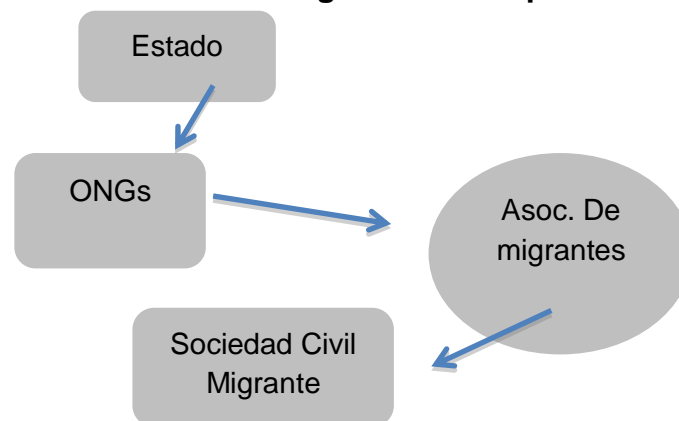 Estado
ONGs
Asoc. De
migrantes
Sociedad Civil
Migrante